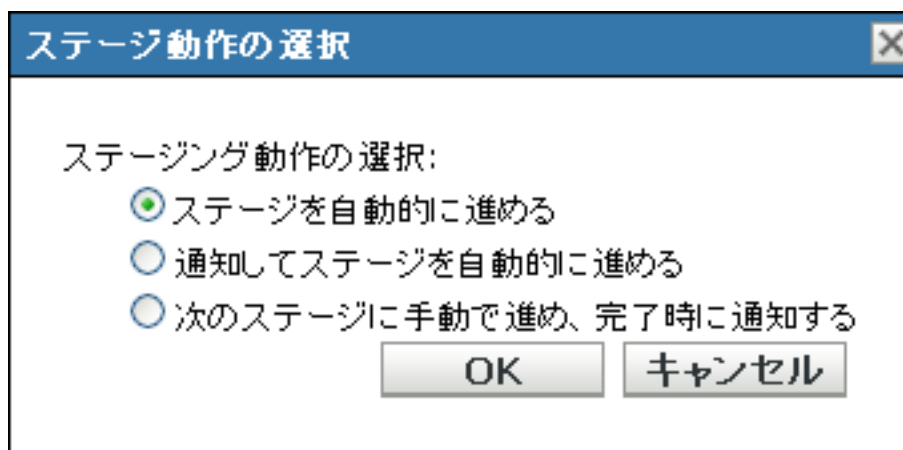 ステージ動作の選択
ステージング動作の選択:
ステージを自動的に進める
通知してステージを自動的に進める
次のステージに手動で進め、完了時に通知する
OK キャンセル